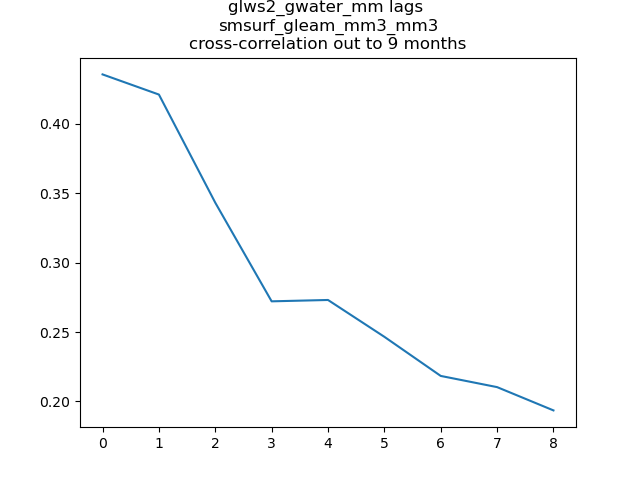 glws2_gwater_mm lags
smsurf_gleam_mm3_mm3
cross-correlation out to 9 months
0.40
0.35
0.30
0.25
0.20
0 1 2 3 4 5 6 7 8